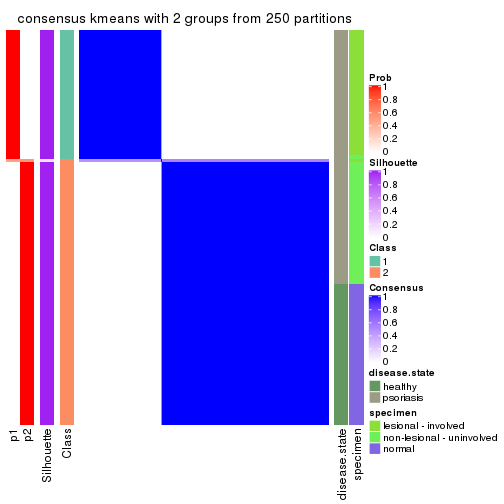 consensus kmeans with 2 groups from 250 partitions
Prob
1
0.8
0.6
0.4
0.2
0
Silhouette
1
0.8
0.6
0.4
0.2
0
Class
1
2
Consensus
1
0.8
0.6
0.4
0.2
0
disease.state
healthy
psoriasis
specimen
lesional - involved
non-lesional - uninvolved
normal
p1
p2
Silhouette
Class
disease.state
specimen